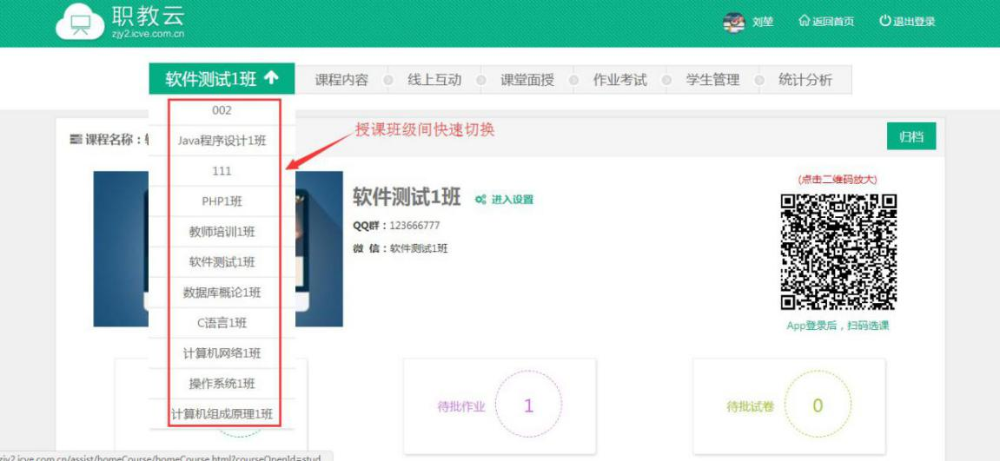 职教云
zjy2.icve.com.cn
刘堃
返回首页
退出登录
软件测试1班
课程内容
线上互动
课堂面授
作业考试
学生管理
统计分析
002
Java程序设计1班
111
PHP1班
教师培训1班
软件测试1班
数据库概论1班
C语言1班
计算机网络1班
操作系统1班
计算机组成原理1班
课程名称：
授课班级间快速切换
归档
软件测试1班
进入设置
QQ群：123666777
微 信：软件测试1班
(点击二维码放大)
App登录后，扫码选课
待批作业
1
待批试卷
0
zjy2.icve.com.cn/assist/homeCourse/homeCourse.html?courseOpenId=stud...